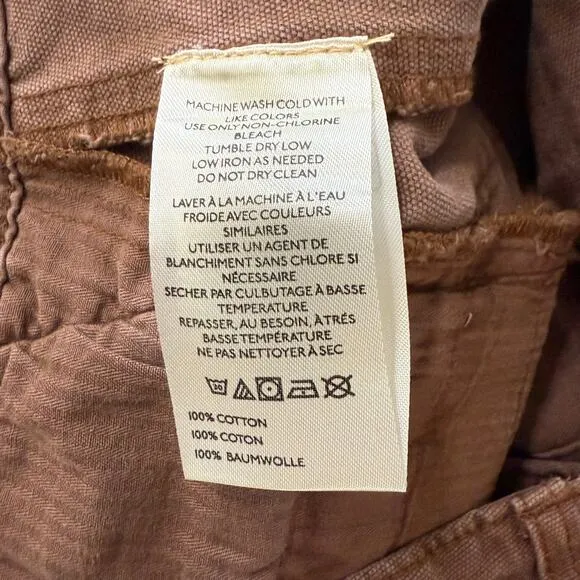 MACHINE WASH COLD WITH
LIKE COLORS
USE ONLY NON-CHLORINE
BLEACH
TUMBLE DRY LOW
LOW IRON AS NEEDED
DO NOT DRY CLEAN
LAVER À LA MACHINE À L'EAU
FROIDE AVEC COULEURS
SIMILAIRES
UTILISER UN AGENT DE
BLANCHIMENT SANS CHLORE SI
NÉCESSAIRE
SECHER PAR CULBUTAGE À BASSE
TEMPERATURE
REPASSER, AU BESOIN, À TRÉS
BASSE TEMPÉRATURE
NE PAS NETTOYER À SEC
30
100% COTTON
100% COTON
100% BAUMWOLLE